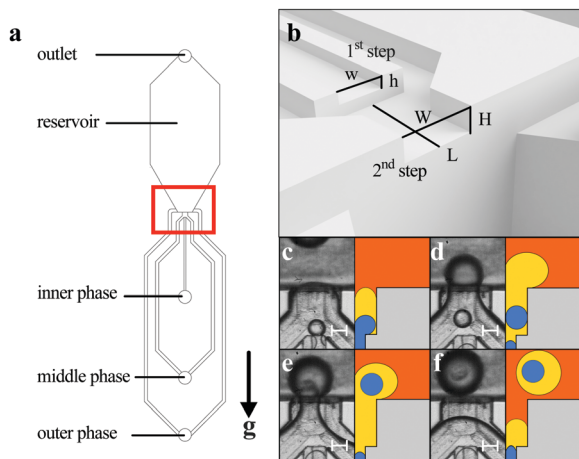 a
outlet
reservoir
inner phase
middle phase
outer phase
g
b
1st step
w
h
W
H
L
2nd step
c
d
e
f